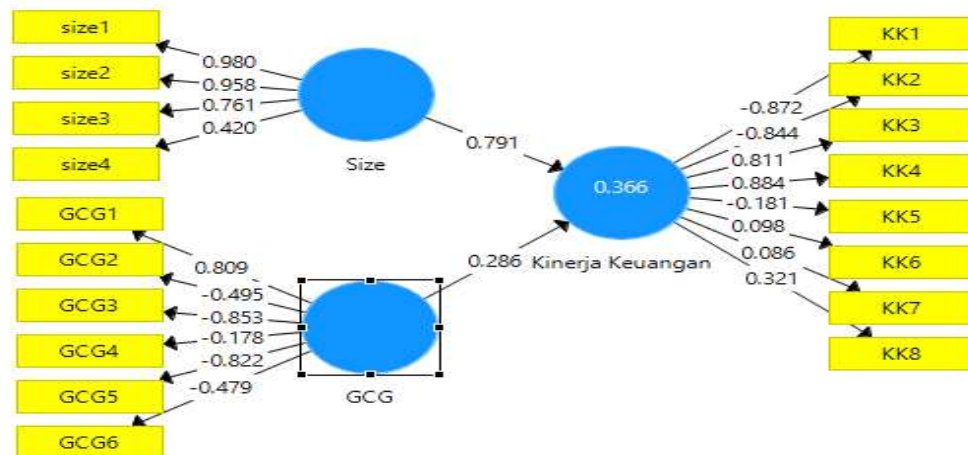 size1
size2
size3
size4
0.980
0.958
0.761
0.420
Size
0.791
GCG1
GCG2
GCG3
GCG4
GCG5
GCG6
0.809
-0.495
-0.853
-0.178
-0.822
-0.479
GCG
0.286
0.366
Kinerja Keuangan
-0.872
-0.844
0.811
0.884
-0.181
0.098
0.086
0.321
KK1
KK2
KK3
KK4
KK5
KK6
KK7
KK8